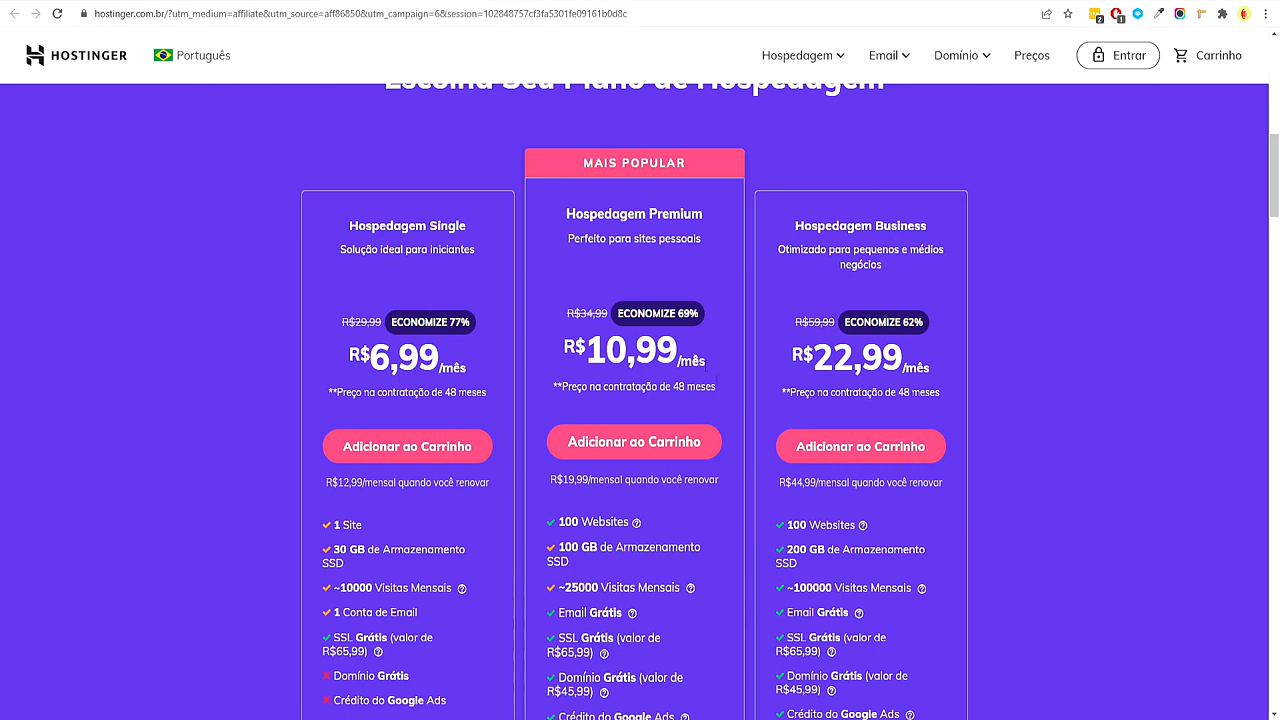 hostinger.com.br/?utm_medium=affiliate&utm_source=aff86850&utm_campaign=6&session=102848757cf3fa5301fe09161b0d8c
2
1
HOSTINGER
Português
Hospedagem
Email
Domínio
Preços
Entrar
Carrinho
Escolha Seu Plano de Hospedagem
Hospedagem Single
Solução ideal para iniciantes
R$29,99 ECONOMIZE 77%
R$6,99/mês
**Preço na contratação de 48 meses
Adicionar ao Carrinho
R$12,99/mensal quando você renovar
1 Site
30 GB de Armazenamento
SSD
~10000 Visitas Mensais
1 Conta de Email
SSL Grátis (valor de
R$65,99)
Domínio Grátis
Crédito do Google Ads
MAIS POPULAR
Hospedagem Premium
Perfeito para sites pessoais
R$34,99 ECONOMIZE 69%
R$10,99/mês
**Preço na contratação de 48 meses
Adicionar ao Carrinho
R$19,99/mensal quando você renovar
100 Websites
100 GB de Armazenamento
SSD
~25000 Visitas Mensais
Email Grátis
SSL Grátis (valor de
R$65,99)
Domínio Grátis (valor de
R$45,99)
Crédito do Google Ads
Hospedagem Business
Otimizado para pequenos e médios
negócios
R$59,99 ECONOMIZE 62%
R$22,99/mês
**Preço na contratação de 48 meses
Adicionar ao Carrinho
R$44,99/mensal quando você renovar
100 Websites
200 GB de Armazenamento
SSD
~100000 Visitas Mensais
Email Grátis
SSL Grátis (valor de
R$65,99)
Domínio Grátis (valor de
R$45,99)
Crédito do Google Ads